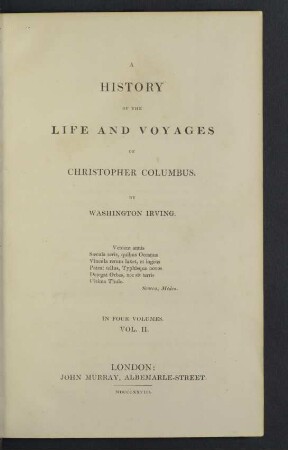 A
HISTORY
OF THE
LIFE AND VOYAGES
OF
CHRISTOPHER COLUMBUS.
BY
WASHINGTON IRVING.
Venient annis
Sæcula seris, quibus Oceanus
Vincula rerum laxet, et ingens
Pateat tellus, Typhisque novos
Detegat Orbes, nec sit terris
Ultima Thule.
Seneca, Medea.
IN FOUR VOLUMES.
VOL. II.
LONDON:
JOHN MURRAY, ALBEMARLE-STREET
MDCCCXXVIII.